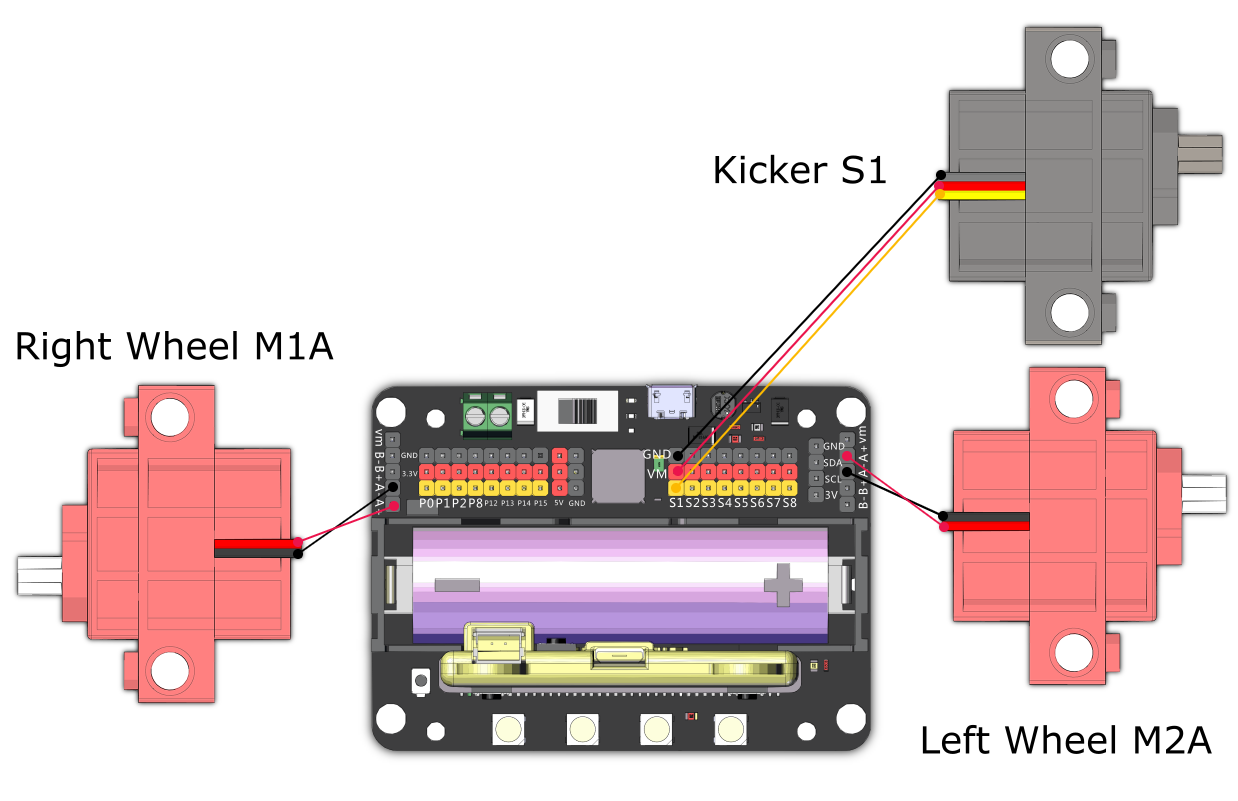 Kicker S1
Right Wheel M1A
vm B- B+ A- A+
GND
3.3V
P0 P1 P2 P8 P12 P13 P14 P15 5V GND
GND
VM
S1 S2 S3 S4 S5 S6 S7 S8
GND
SDA
SCL
3V
B- B+ A- A+ vm
Left Wheel M2A